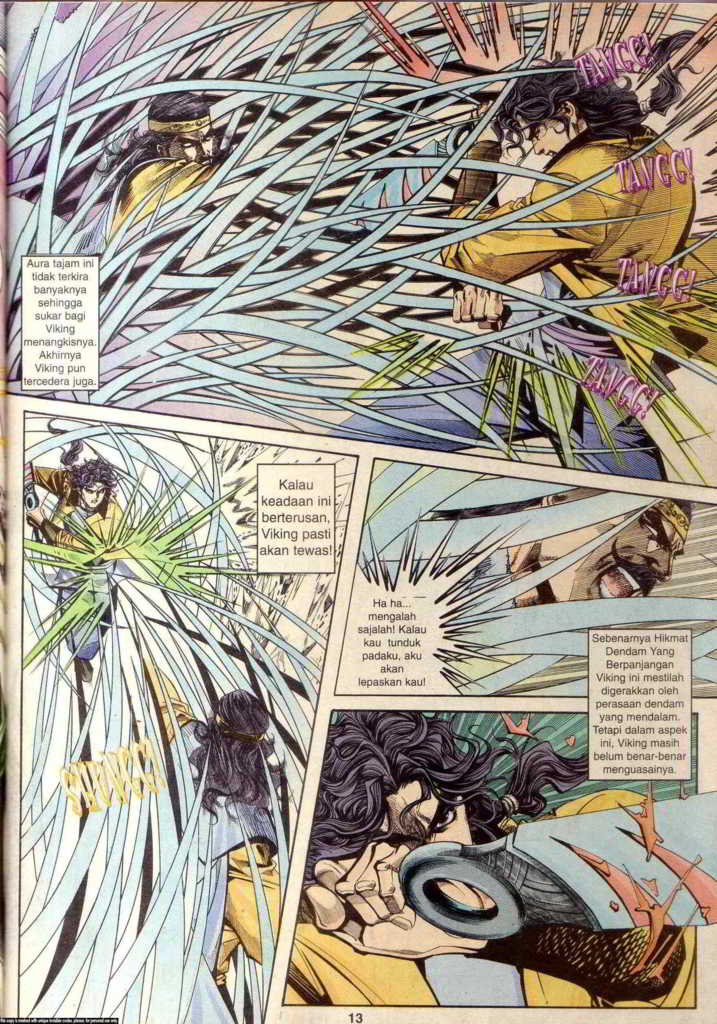 TANGG!
TANGG!
TANGG!
TANGG!
Aura tajam ini
tidak terkira
banyaknya
sehingga
sukar bagi
Viking
menangkisnya.
Akhirnya
Viking pun
tercedera juga.
Kalau
keadaan ini
berterusan,
Viking pasti
akan tewas!
Ha ha...
mengalah
sajalah! Kalau
kau tunduk
padaku, aku
akan
lepaskan kau!
Sebenarnya Hikmat
Dendam Yang
Berpanjangan
Viking ini mestilah
digerakkan oleh
perasaan dendam
yang mendalam.
Tetapi dalam aspek
ini, Viking masih
belum benar-benar
menguasainya.
13